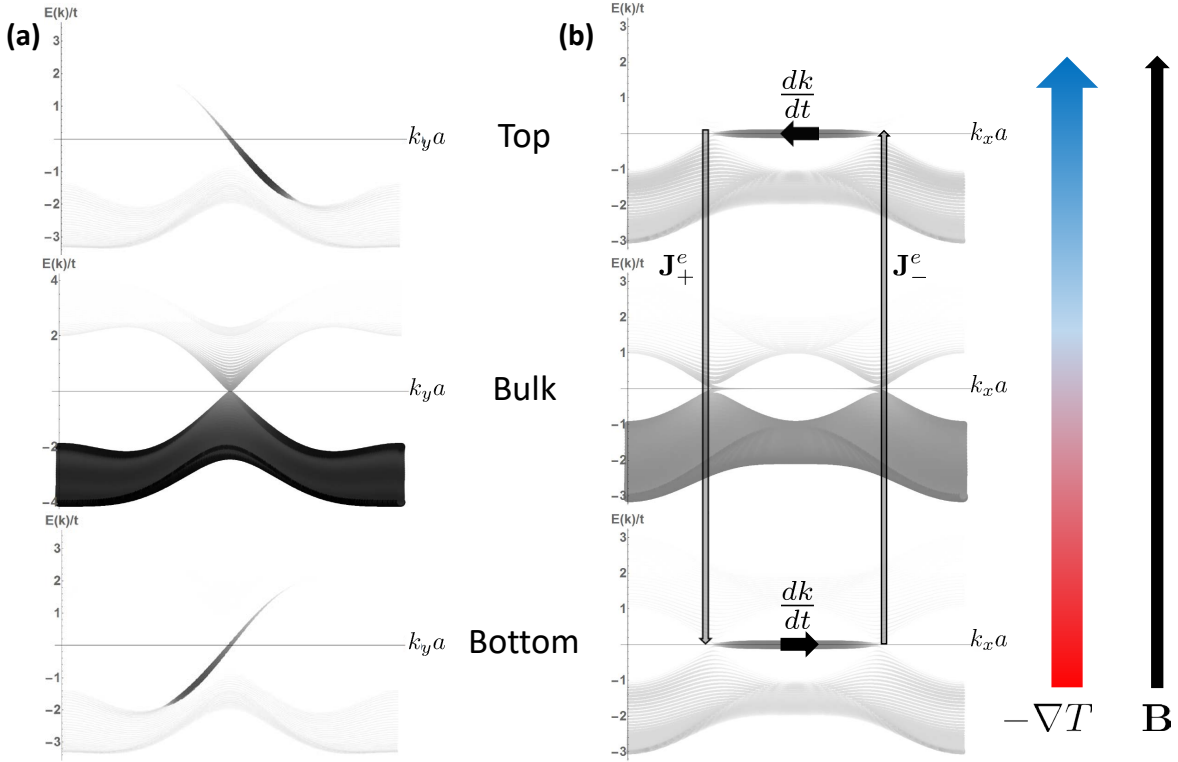 (a)
E(k)/t
3
2
1
−1
−2
−3
k_y a
Top
E(k)/t
4
2
−2
−4
k_y a
Bulk
E(k)/t
3
2
1
−1
−2
−3
k_y a
Bottom
(b)
E(k)/t
3
2
1
−1
−2
−3
dk
dt
k_x a
J^e_+
J^e_−
E(k)/t
3
2
1
−1
−2
−3
k_x a
E(k)/t
3
2
1
−1
−2
−3
dk
dt
k_x a
−∇T
B